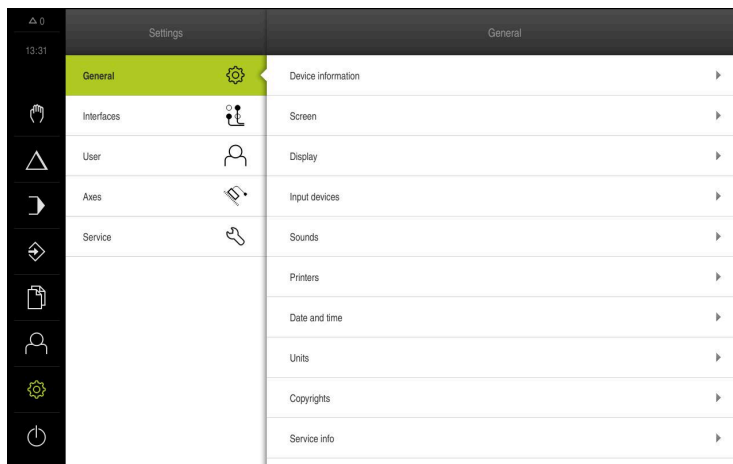 0
13:31
Settings
General
General
Interfaces
User
Axes
Service
Device information
Screen
Display
Input devices
Sounds
Printers
Date and time
Units
Copyrights
Service info